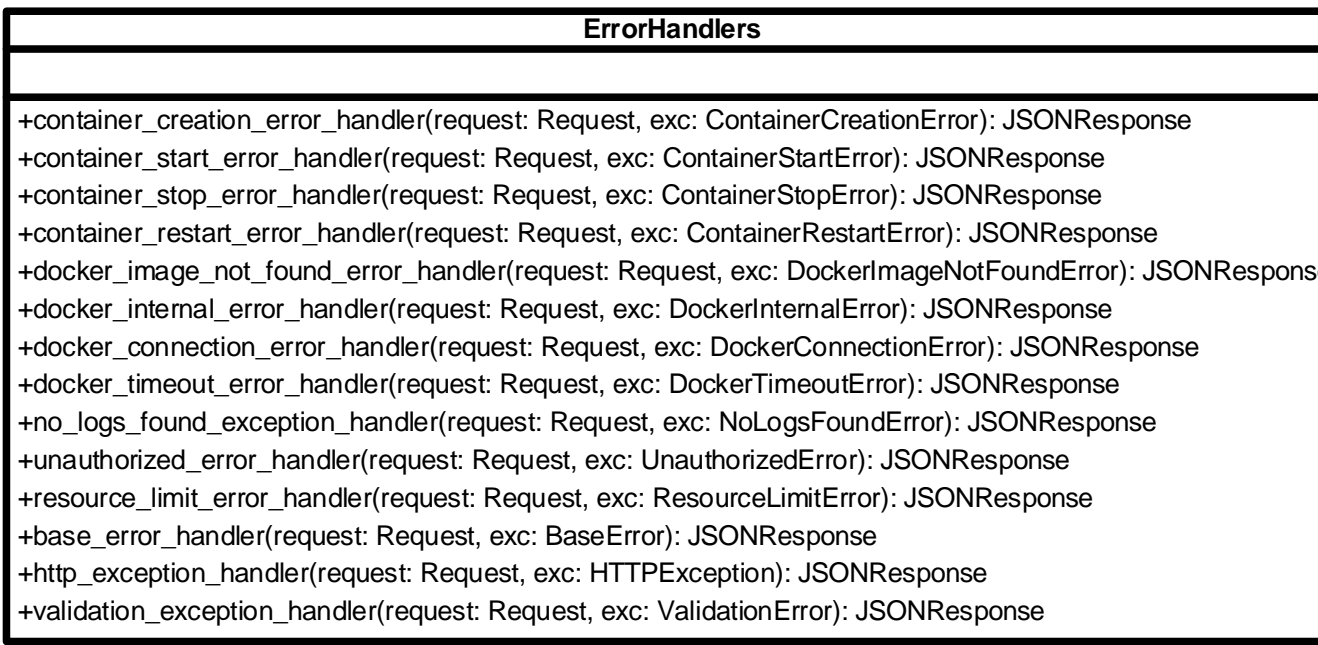 ErrorHandlers
+container_creation_error_handler(request: Request, exc: ContainerCreationError): JSONResponse
+container_start_error_handler(request: Request, exc: ContainerStartError): JSONResponse
+container_stop_error_handler(request: Request, exc: ContainerStopError): JSONResponse
+container_restart_error_handler(request: Request, exc: ContainerRestartError): JSONResponse
+docker_image_not_found_error_handler(request: Request, exc: DockerImageNotFoundError): JSONRespons
+docker_internal_error_handler(request: Request, exc: DockerInternalError): JSONResponse
+docker_connection_error_handler(request: Request, exc: DockerConnectionError): JSONResponse
+docker_timeout_error_handler(request: Request, exc: DockerTimeoutError): JSONResponse
+no_logs_found_exception_handler(request: Request, exc: NoLogsFoundError): JSONResponse
+unauthorized_error_handler(request: Request, exc: UnauthorizedError): JSONResponse
+resource_limit_error_handler(request: Request, exc: ResourceLimitError): JSONResponse
+base_error_handler(request: Request, exc: BaseError): JSONResponse
+http_exception_handler(request: Request, exc: HTTPException): JSONResponse
+validation_exception_handler(request: Request, exc: ValidationError): JSONResponse